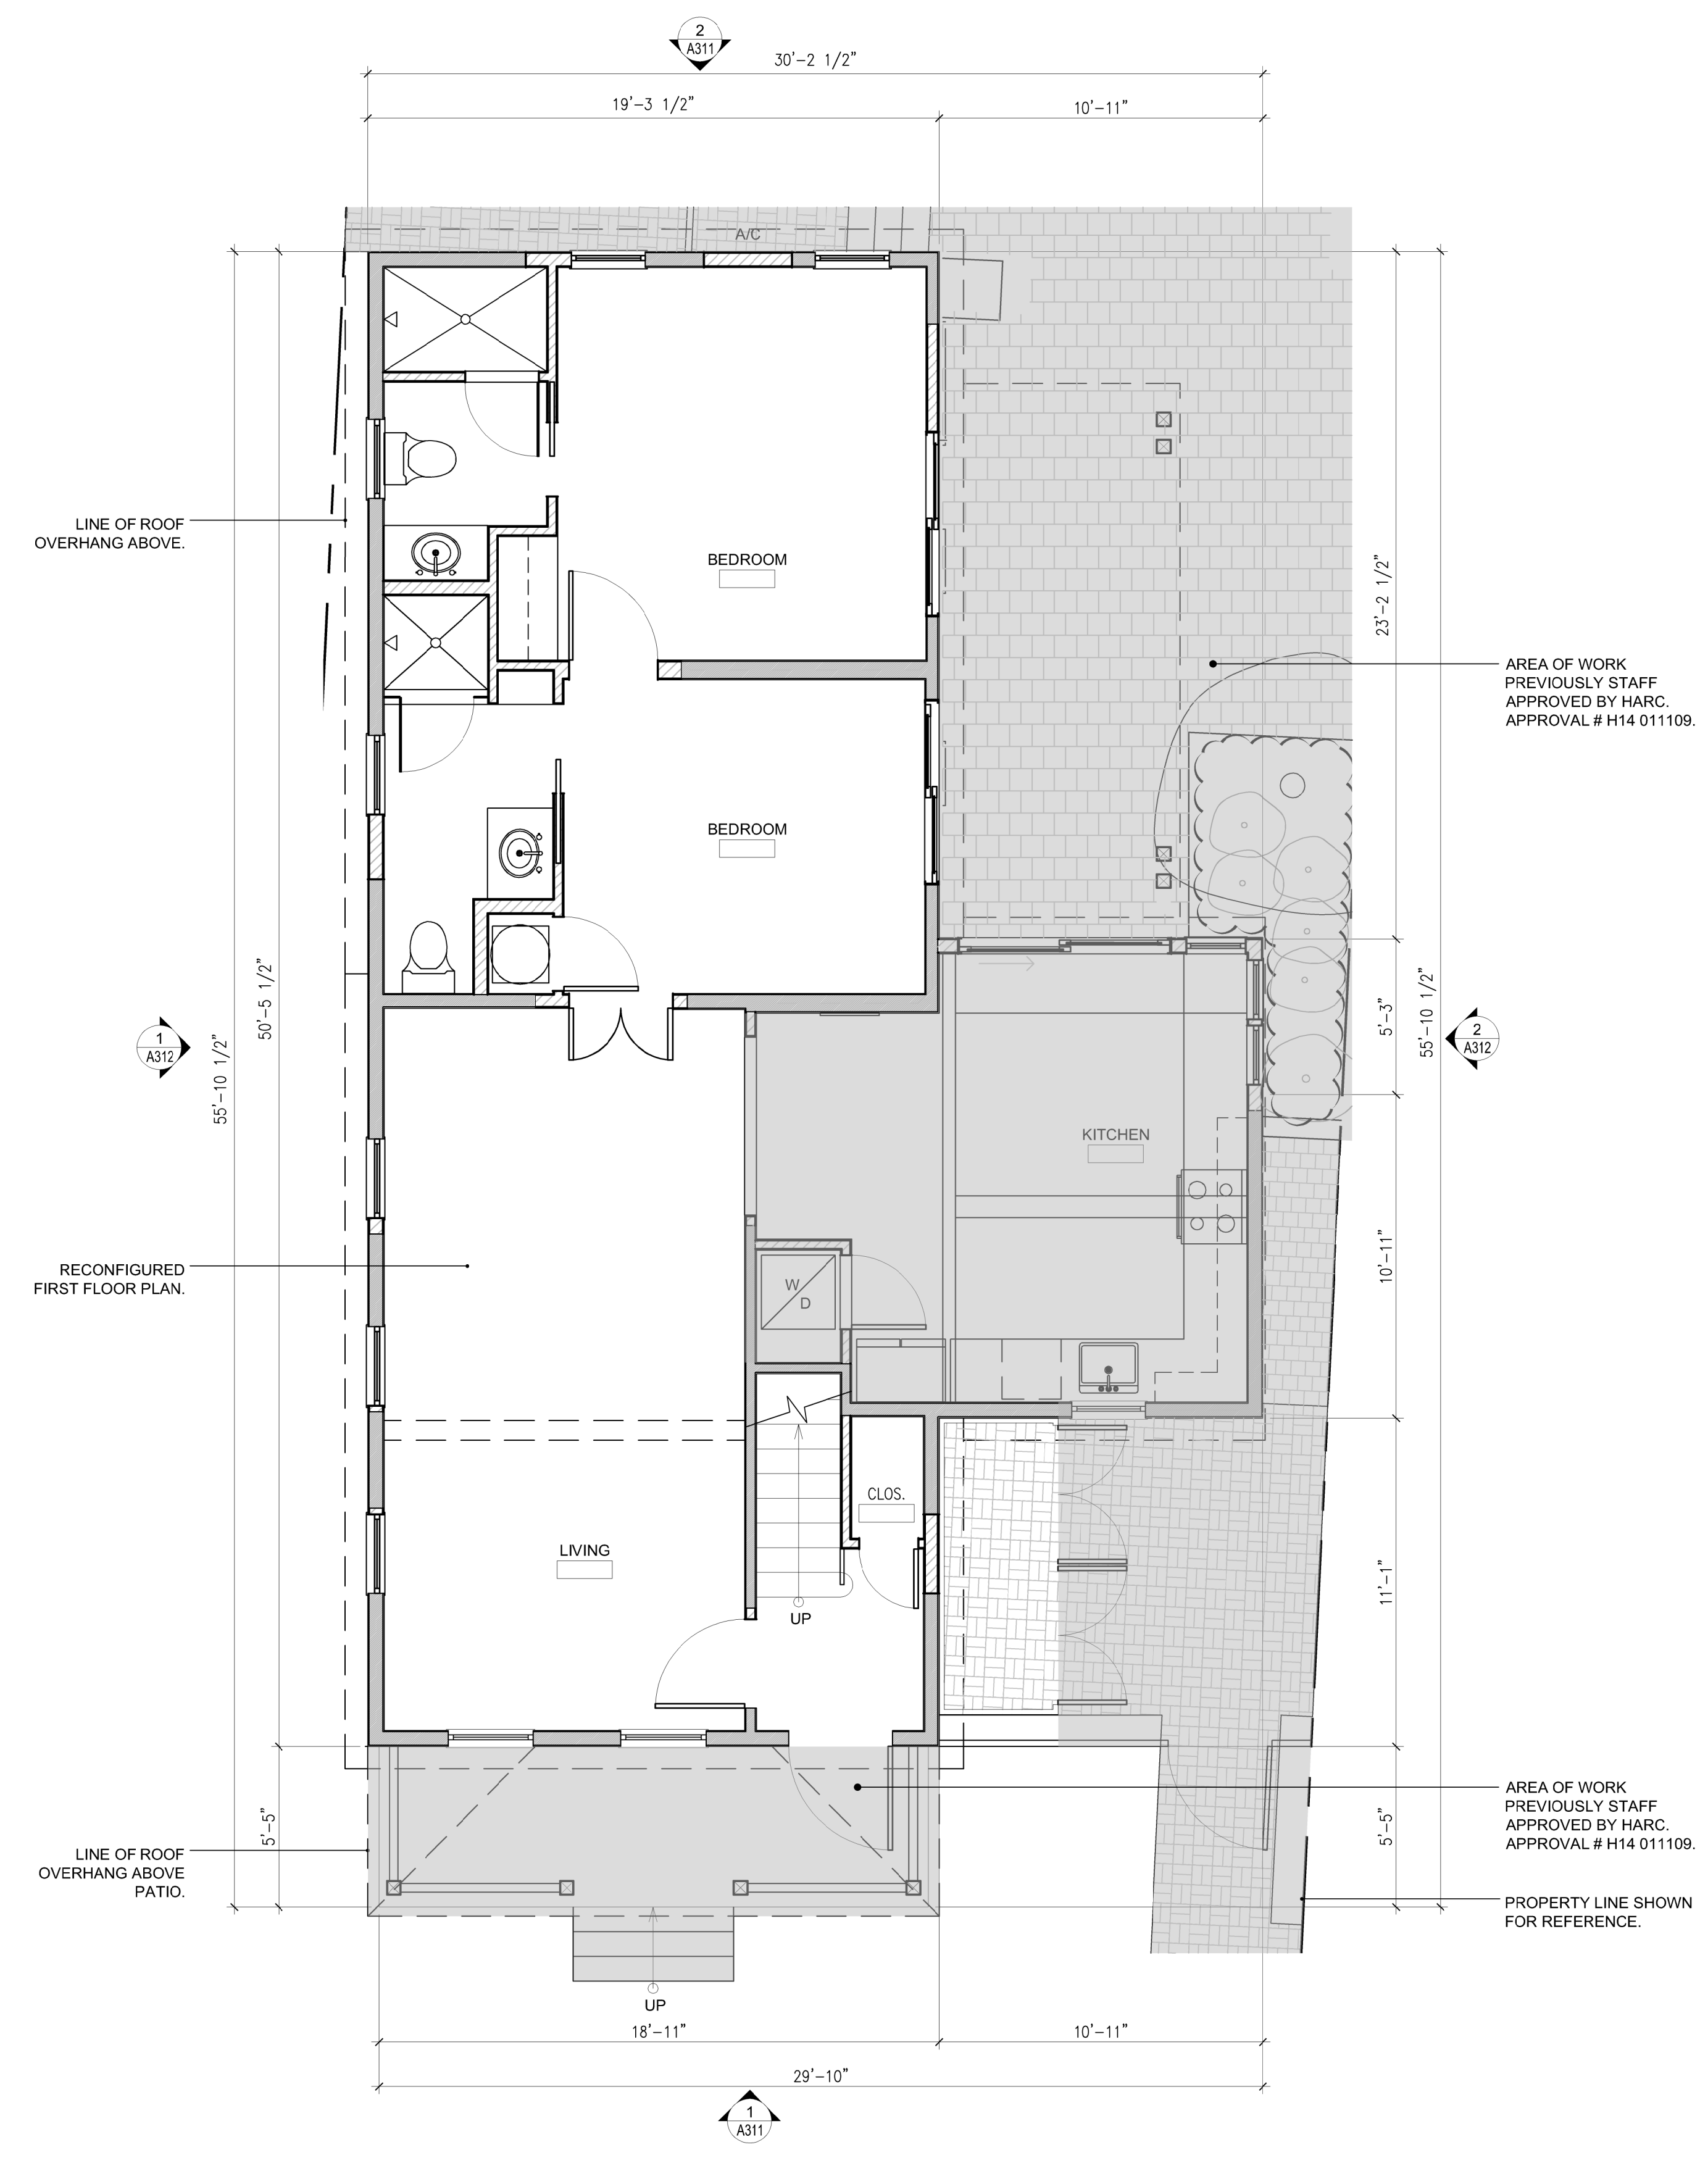 2
A311
30'-2 1/2"
19'-3 1/2"
10'-11"
A/C
LINE OF ROOF
OVERHANG ABOVE.
BEDROOM
23'-2 1/2"
AREA OF WORK
PREVIOUSLY STAFF
APPROVED BY HARC.
APPROVAL # H14 011109.
BEDROOM
50'-5 1/2"
55'-10 1/2"
1
A312
5'-3"
55'-10 1/2"
2
A312
KITCHEN
RECONFIGURED
FIRST FLOOR PLAN.
W
D
10'-11"
CLOS.
LIVING
UP
11'-1"
AREA OF WORK
PREVIOUSLY STAFF
APPROVED BY HARC.
APPROVAL # H14 011109.
5'-5"
5'-5"
LINE OF ROOF
OVERHANG ABOVE
PATIO.
PROPERTY LINE SHOWN
FOR REFERENCE.
UP
18'-11"
10'-11"
29'-10"
1
A311